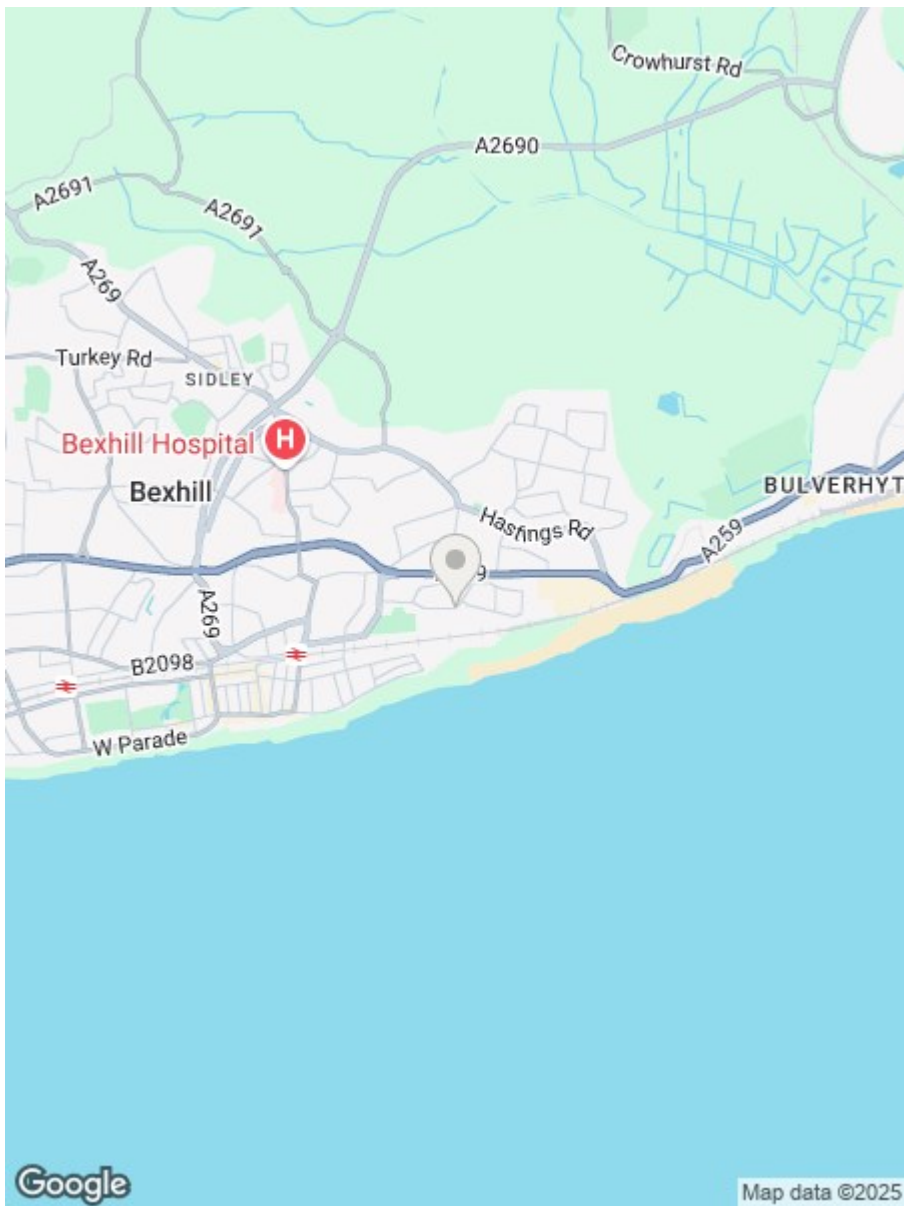 Crowhurst Rd
A2690
A2691
A2691
A269
Turkey Rd
SIDLEY
Bexhill Hospital
H
Bexhill
BULVERHYT
Hastings Rd
A259
9
A269
B2098
W Parade
Google
Map data ©2025